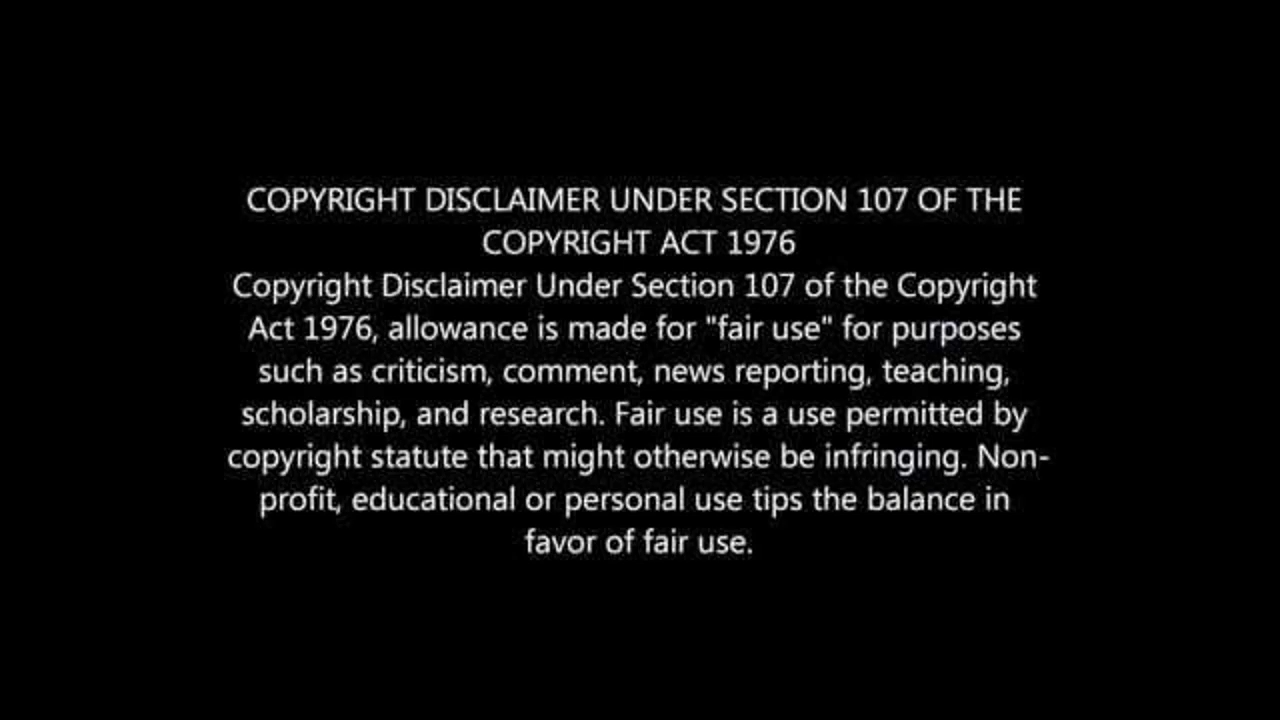 COPYRIGHT DISCLAIMER UNDER SECTION 107 OF THE
COPYRIGHT ACT 1976
Copyright Disclaimer Under Section 107 of the Copyright
Act 1976, allowance is made for "fair use" for purposes
such as criticism, comment, news reporting, teaching,
scholarship, and research. Fair use is a use permitted by
copyright statute that might otherwise be infringing. Non-
profit, educational or personal use tips the balance in
favor of fair use.